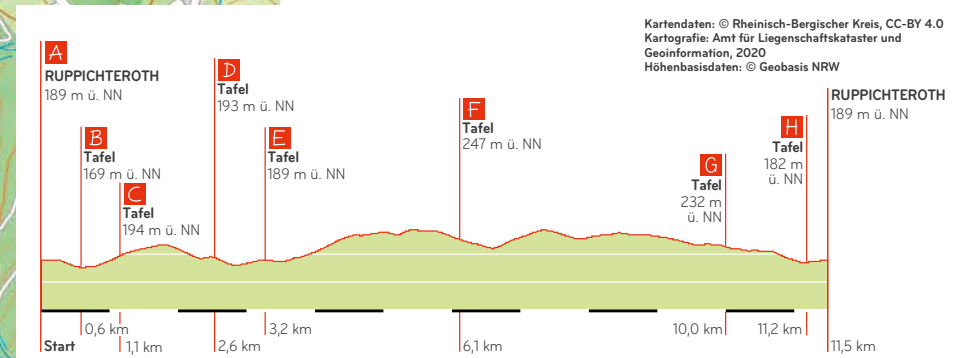 Kartendaten: © Rheinisch-Bergischer Kreis, CC-BY 4.0
Kartografie: Amt für Liegenschaftskataster und
Geoinformation, 2020
Höhenbasisdaten: © Geobasis NRW
A
RUPPICHTEROTH
189 m ü. NN
B
Tafel
169 m ü. NN
C
Tafel
194 m ü. NN
D
Tafel
193 m ü. NN
E
Tafel
189 m ü. NN
F
Tafel
247 m ü. NN
G
Tafel
232 m
ü. NN
H
Tafel
182 m
ü. NN
RUPPICHTEROTH
189 m ü. NN
Start
0,6 km
1,1 km
2,6 km
3,2 km
6,1 km
10,0 km
11,2 km
11,5 km